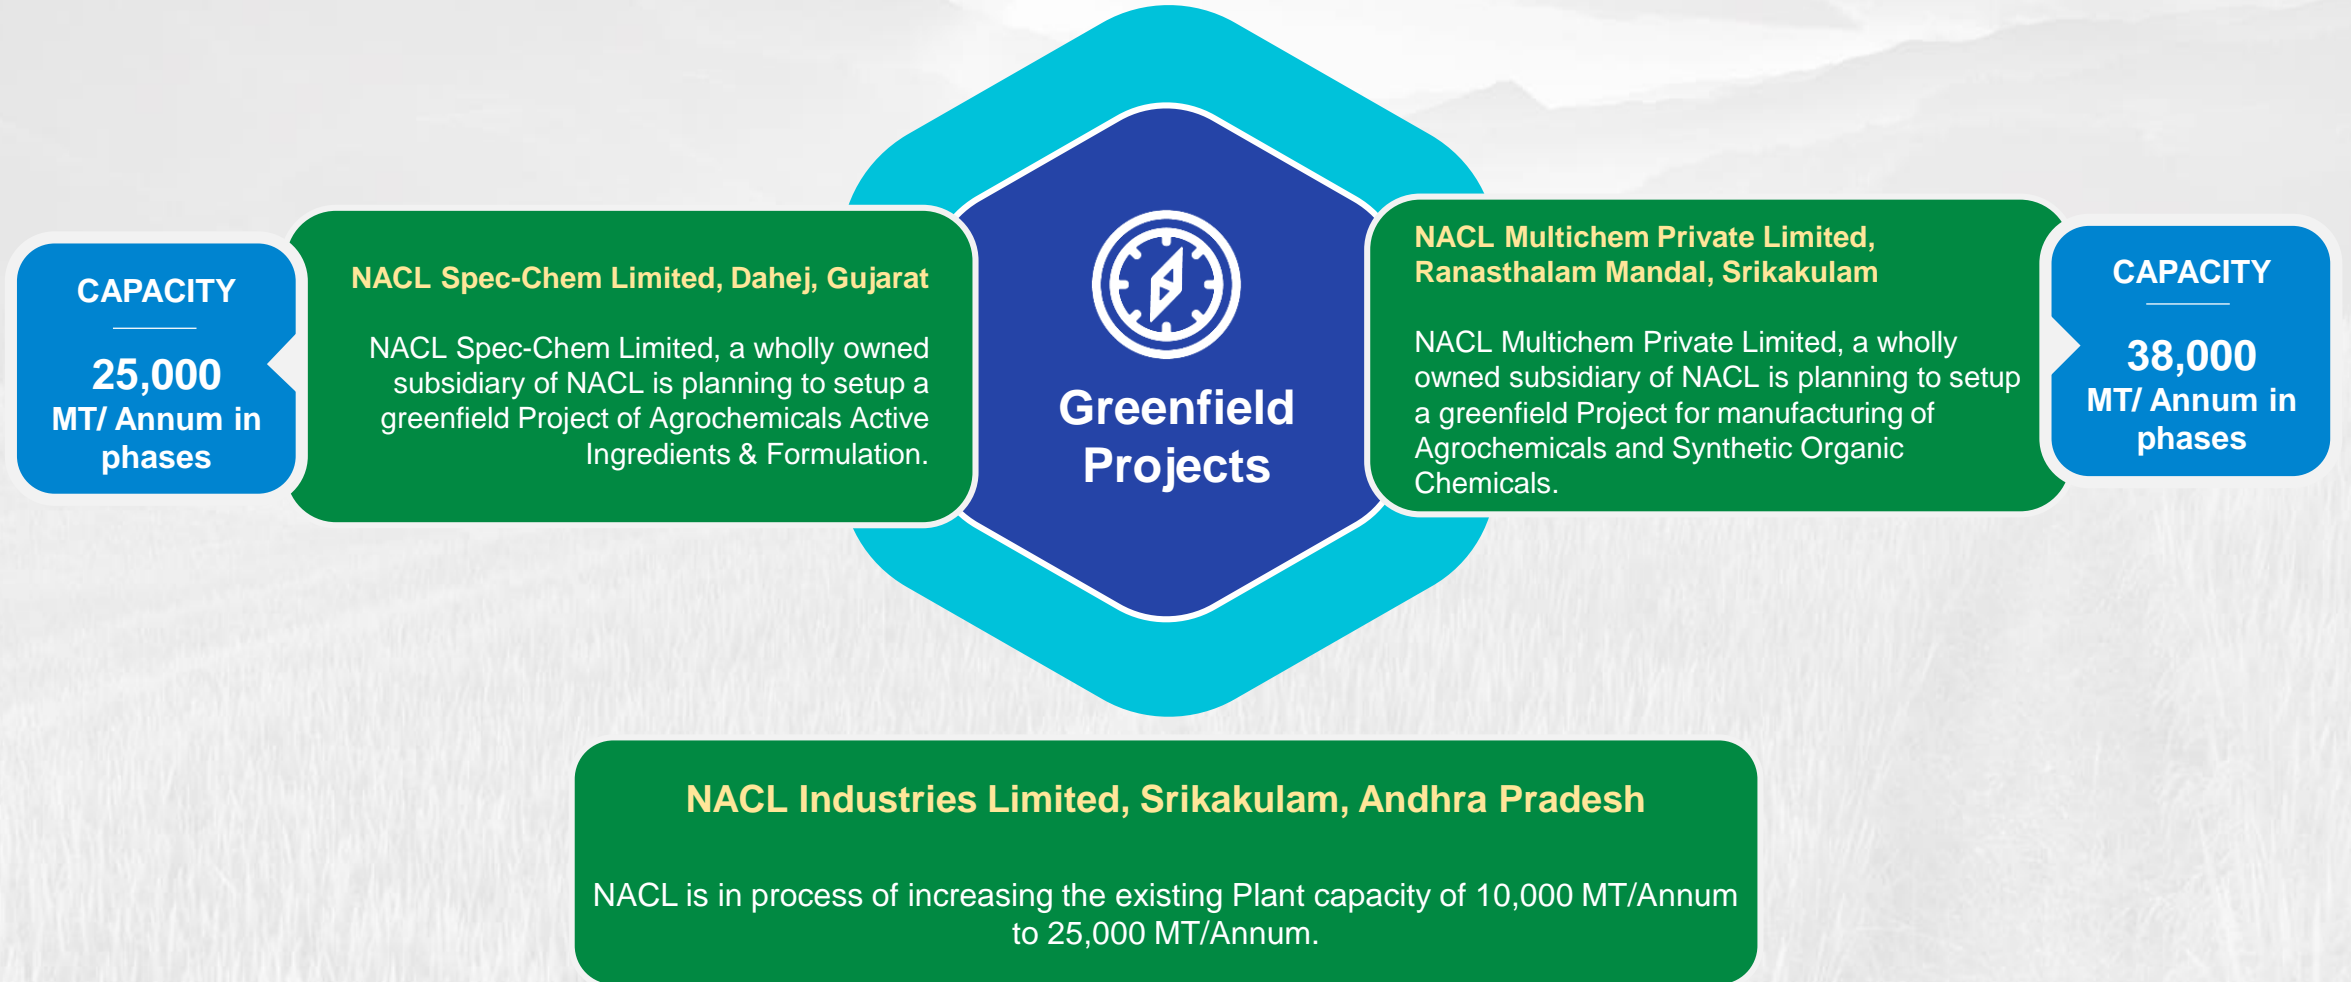 CAPACITY
25,000
MT/ Annum in
phases
NACL Spec-Chem Limited, Dahej, Gujarat
NACL Spec-Chem Limited, a wholly owned
subsidiary of NACL is planning to setup a
greenfield Project of Agrochemicals Active
Ingredients & Formulation.
Greenfield
Projects
NACL Multichem Private Limited,
Ranasthalam Mandal, Srikakulam
NACL Multichem Private Limited, a wholly
owned subsidiary of NACL is planning to setup
a greenfield Project for manufacturing of
Agrochemicals and Synthetic Organic
Chemicals.
CAPACITY
38,000
MT/ Annum in
phases
NACL Industries Limited, Srikakulam, Andhra Pradesh
NACL is in process of increasing the existing Plant capacity of 10,000 MT/Annum
to 25,000 MT/Annum.